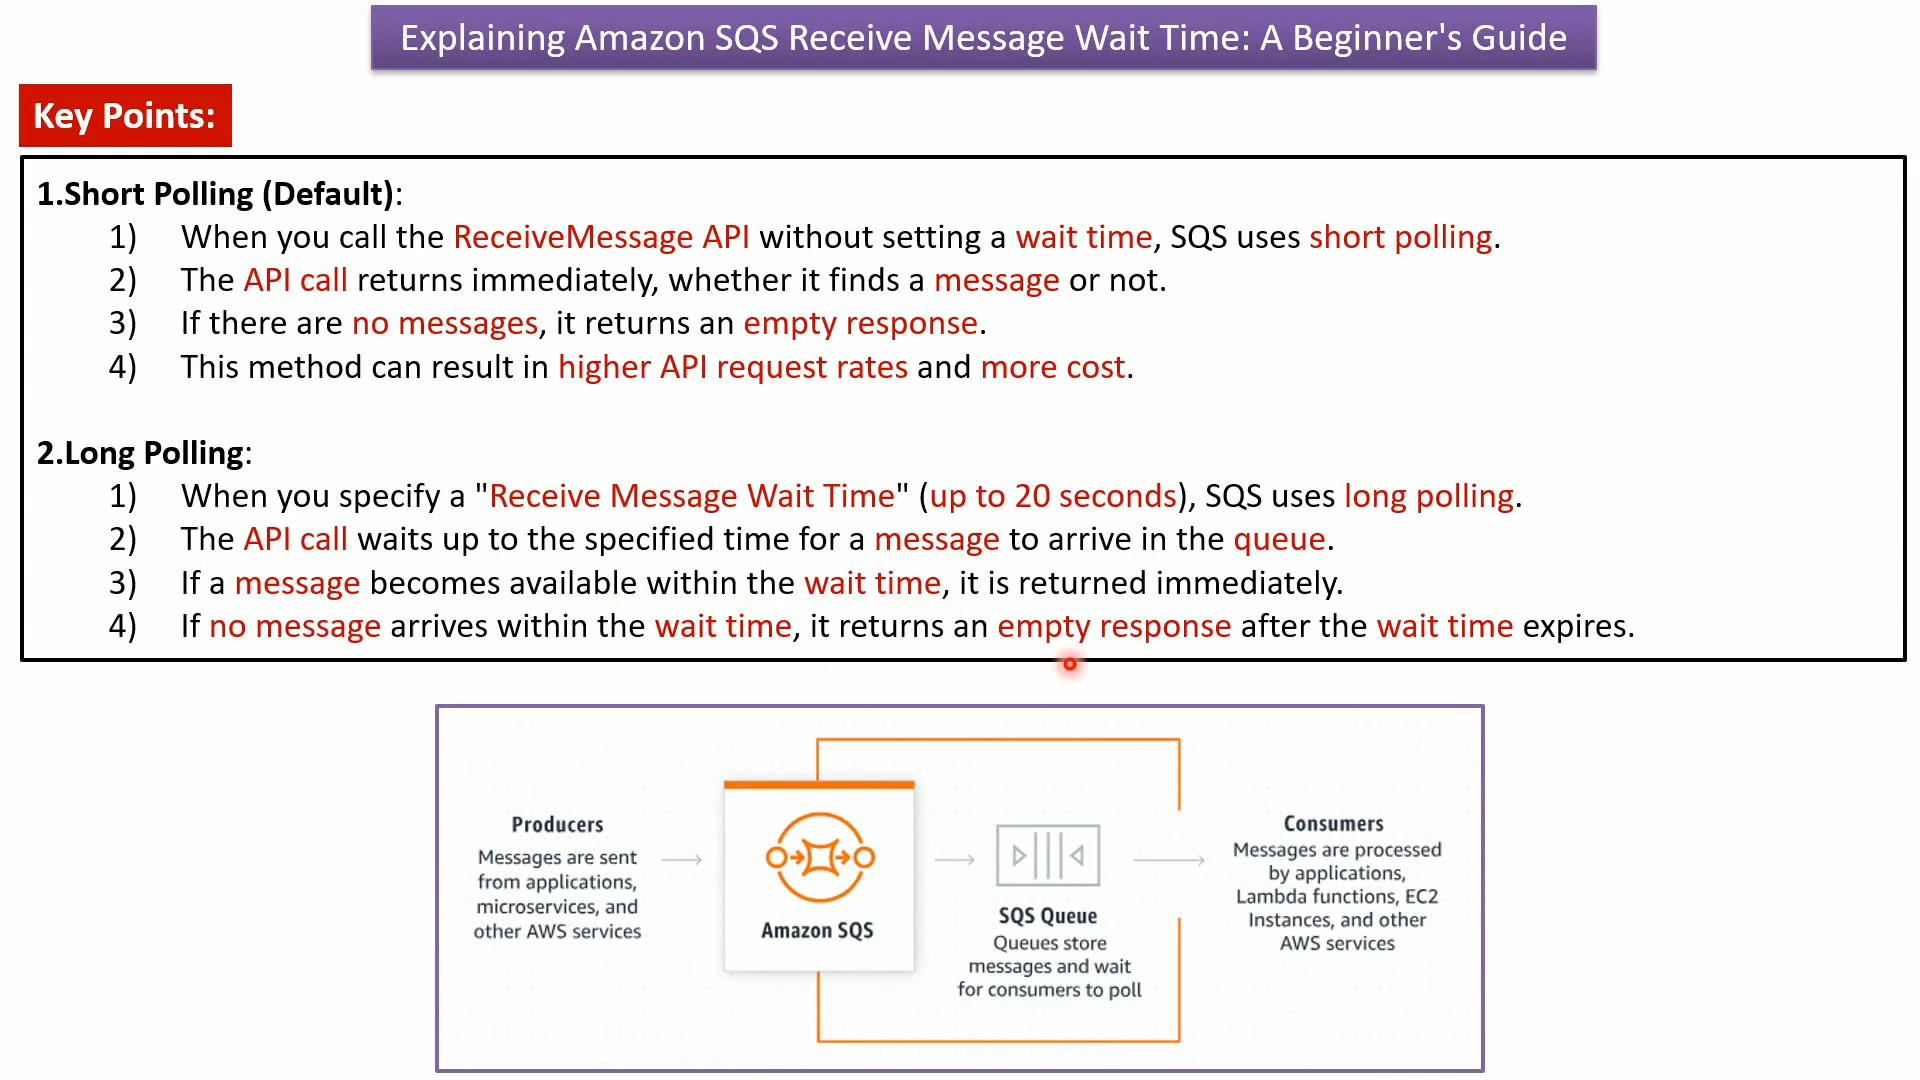 Explaining Amazon SQS Receive Message Wait Time: A Beginner's Guide
Key Points:
1.Short Polling (Default):
1) When you call the ReceiveMessage API without setting a wait time, SQS uses short polling.
2) The API call returns immediately, whether it finds a message or not.
3) If there are no messages, it returns an empty response.
4) This method can result in higher API request rates and more cost.
2.Long Polling:
1) When you specify a "Receive Message Wait Time" (up to 20 seconds), SQS uses long polling.
2) The API call waits up to the specified time for a message to arrive in the queue.
3) If a message becomes available within the wait time, it is returned immediately.
4) If no message arrives within the wait time, it returns an empty response after the wait time expires.
Producers
Messages are sent
from applications,
microservices, and
other AWS services
Amazon SQS
SQS Queue
Queues store
messages and wait
for consumers to poll
Consumers
Messages are processed
by applications,
Lambda functions, EC2
Instances, and other
AWS services